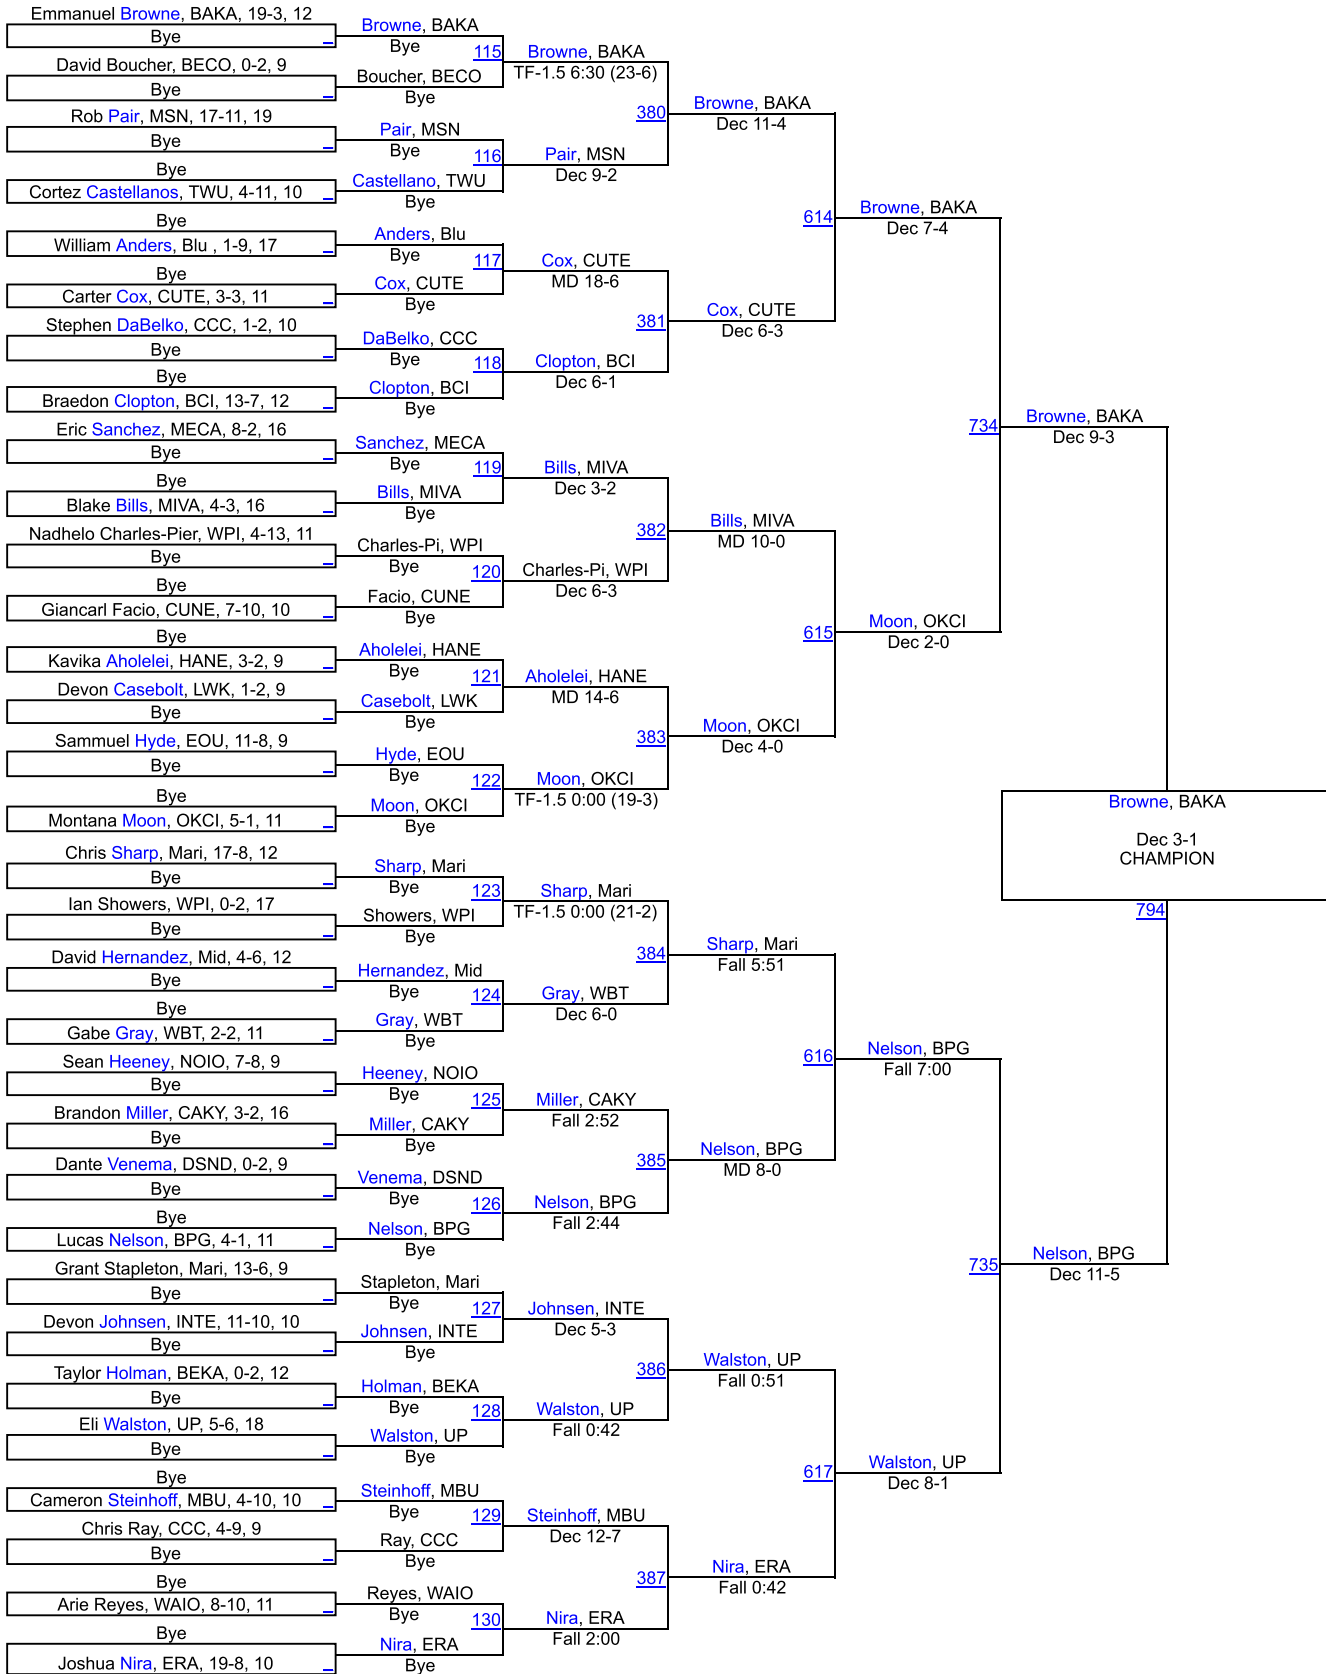 Emmanuel Browne, BAKA, 19-3, 12
Bye
David Boucher, BECO, 0-2, 9
Bye
Rob Pair, MSN, 17-11, 19
Bye
Bye
Cortez Castellanos, TWU, 4-11, 10
Bye
William Anders, Blu , 1-9, 17
Bye
Carter Cox, CUTE, 3-3, 11
Stephen DaBelko, CCC, 1-2, 10
Bye
Bye
Braedon Clopton, BCI, 13-7, 12
Eric Sanchez, MECA, 8-2, 16
Bye
Bye
Blake Bills, MIVA, 4-3, 16
Nadhelo Charles-Pier, WPI, 4-13, 11
Bye
Bye
Giancarl Facio, CUNE, 7-10, 10
Bye
Kavika Aholelei, HANE, 3-2, 9
Devon Casebolt, LWK, 1-2, 9
Bye
Sammuel Hyde, EOU, 11-8, 9
Bye
Bye
Montana Moon, OKCI, 5-1, 11
Chris Sharp, Mari, 17-8, 12
Bye
Ian Showers, WPI, 0-2, 17
Bye
David Hernandez, Mid, 4-6, 12
Bye
Bye
Gabe Gray, WBT, 2-2, 11
Sean Heeney, NOIO, 7-8, 9
Bye
Brandon Miller, CAKY, 3-2, 16
Bye
Dante Venema, DSND, 0-2, 9
Bye
Bye
Lucas Nelson, BPG, 4-1, 11
Grant Stapleton, Mari, 13-6, 9
Bye
Devon Johnsen, INTE, 11-10, 10
Bye
Taylor Holman, BEKA, 0-2, 12
Bye
Eli Walston, UP, 5-6, 18
Bye
Bye
Cameron Steinhoff, MBU, 4-10, 10
Chris Ray, CCC, 4-9, 9
Bye
Bye
Arie Reyes, WAIO, 8-10, 11
Bye
Joshua Nira, ERA, 19-8, 10
Browne, BAKA
Bye
115
Boucher, BECO
Bye
Pair, MSN
Bye
116
Castellano, TWU
Bye
Anders, Blu
Bye
117
Cox, CUTE
Bye
DaBelko, CCC
Bye
118
Clopton, BCI
Bye
Sanchez, MECA
Bye
119
Bills, MIVA
Bye
Charles-Pi, WPI
Bye
120
Facio, CUNE
Bye
Aholelei, HANE
Bye
121
Casebolt, LWK
Bye
Hyde, EOU
Bye
122
Moon, OKCI
Bye
Sharp, Mari
Bye
123
Showers, WPI
Bye
Hernandez, Mid
Bye
124
Gray, WBT
Bye
Heeney, NOIO
Bye
125
Miller, CAKY
Bye
Venema, DSND
Bye
126
Nelson, BPG
Bye
Stapleton, Mari
Bye
127
Johnsen, INTE
Bye
Holman, BEKA
Bye
128
Walston, UP
Bye
Steinhoff, MBU
Bye
129
Ray, CCC
Bye
Reyes, WAIO
Bye
130
Nira, ERA
Bye
Browne, BAKA
TF-1.5 6:30 (23-6)
380
Pair, MSN
Dec 9-2
Cox, CUTE
MD 18-6
381
Clopton, BCI
Dec 6-1
Bills, MIVA
Dec 3-2
382
Charles-Pi, WPI
Dec 6-3
Aholelei, HANE
MD 14-6
383
Moon, OKCI
TF-1.5 0:00 (19-3)
Sharp, Mari
TF-1.5 0:00 (21-2)
384
Gray, WBT
Dec 6-0
Miller, CAKY
Fall 2:52
385
Nelson, BPG
Fall 2:44
Johnsen, INTE
Dec 5-3
386
Walston, UP
Fall 0:42
Steinhoff, MBU
Dec 12-7
387
Nira, ERA
Fall 2:00
Browne, BAKA
Dec 11-4
614
Cox, CUTE
Dec 6-3
Bills, MIVA
MD 10-0
615
Moon, OKCI
Dec 4-0
Sharp, Mari
Fall 5:51
616
Nelson, BPG
MD 8-0
Walston, UP
Fall 0:51
617
Nira, ERA
Fall 0:42
Browne, BAKA
Dec 7-4
734
Moon, OKCI
Dec 2-0
Nelson, BPG
Fall 7:00
735
Walston, UP
Dec 8-1
Browne, BAKA
Dec 9-3
Browne, BAKA
Dec 3-1
CHAMPION
794
Nelson, BPG
Dec 11-5